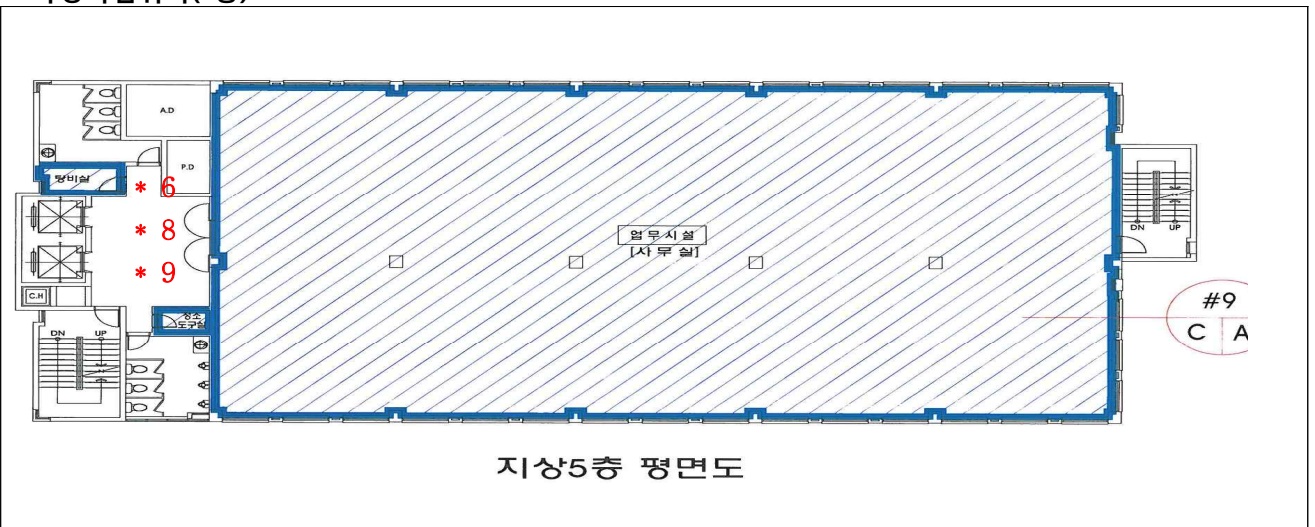 A.D
P.D
탕비실
* 6
* 8
* 9
업무시설
[사무실]
DN UP
C.H
청소
도구실
DN UP
#9
C A
지상5층 평면도